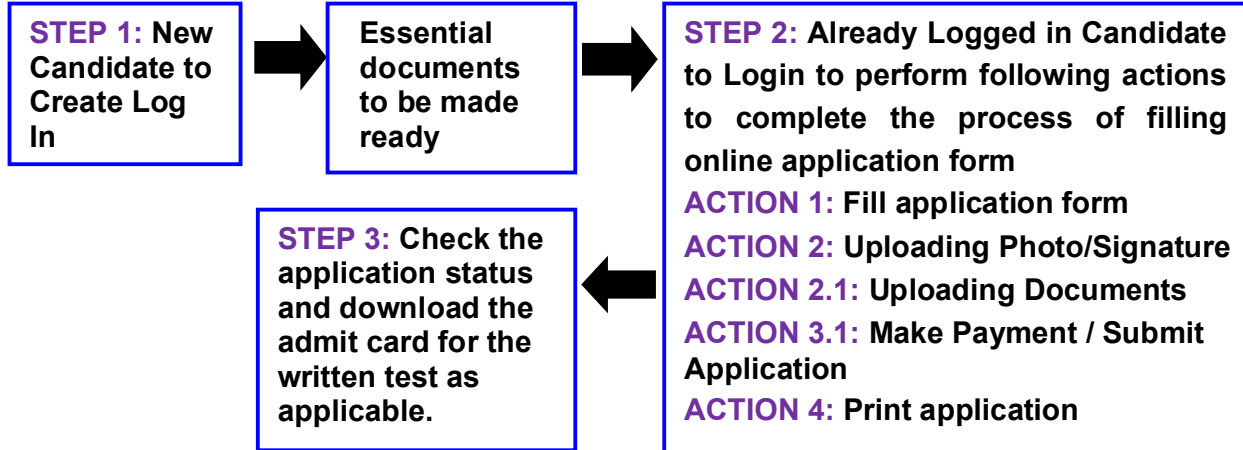 STEP 1: New
Candidate to
Create Log
In
Essential
documents
to be made
ready
STEP 2: Already Logged in Candidate
to Login to perform following actions
to complete the process of filling
online application form
ACTION 1: Fill application form
ACTION 2: Uploading Photo/Signature
ACTION 2.1: Uploading Documents
ACTION 3.1: Make Payment / Submit
Application
ACTION 4: Print application
STEP 3: Check the
application status
and download the
admit card for the
written test as
applicable.